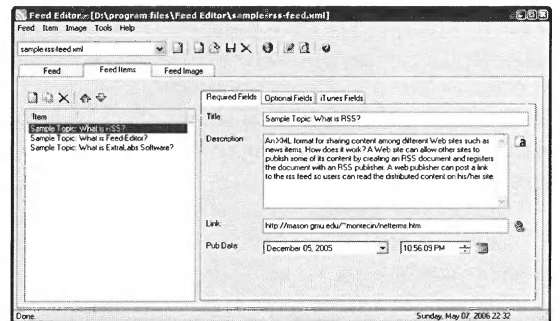 Feed Editor - [D:\program files\Feed Editor\sample-rss-feed.xml]
Feed Item Image Tools Help
sample-rss-feed.xml
Feed Feed Items Feed Image
Item
Sample Topic: What is RSS?
Sample Topic: What is Feed Editor?
Sample Topic: What is ExtraLabs Software?
Required Fields Optional Fields iTunes Fields
Title: Sample Topic: What is RSS?
Description: An XML format for sharing content among different Web sites such as
news items. How does it work? A Web site can allow other sites to
publish some of its content by creating an RSS document and registers
the document with an RSS publisher. A web publisher can post a link
to the rss feed so users can read the distributed content on his/her site.
a
Link: http://mason.gmu.edu/~montecin/netterms.htm
Pub Date: December 05, 2005 10:56:09 PM
Done. Sunday, May 07, 2006 22:32